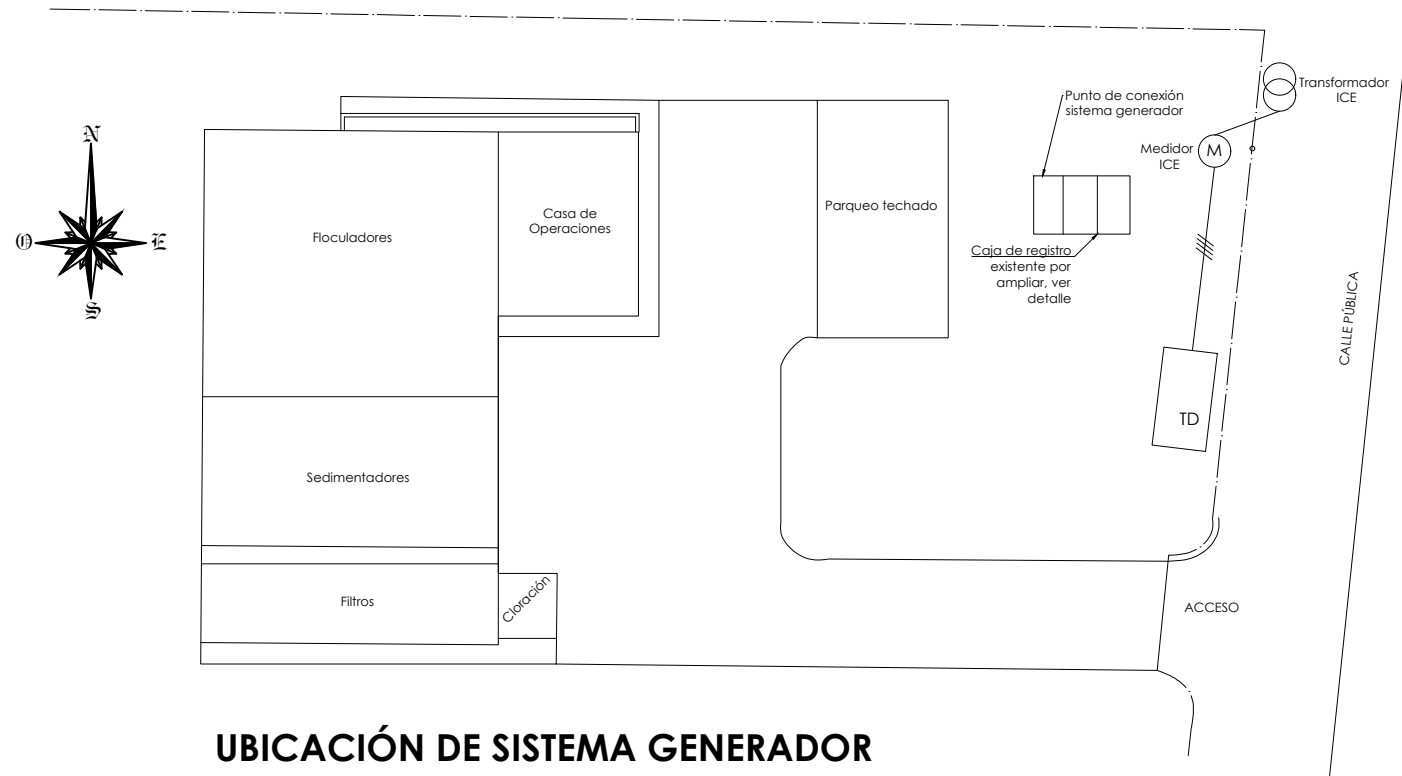 Transformador
ICE
Punto de conexión
sistema generador
Medidor
ICE
M
N
O
E
S
Floculadores
Casa de
Operaciones
Parqueo techado
Caja de registro
existente por
ampliar, ver
detalle
CALLE PÚBLICA
TD
Sedimentadores
Filtros
Cloración
ACCESO
UBICACIÓN DE SISTEMA GENERADOR